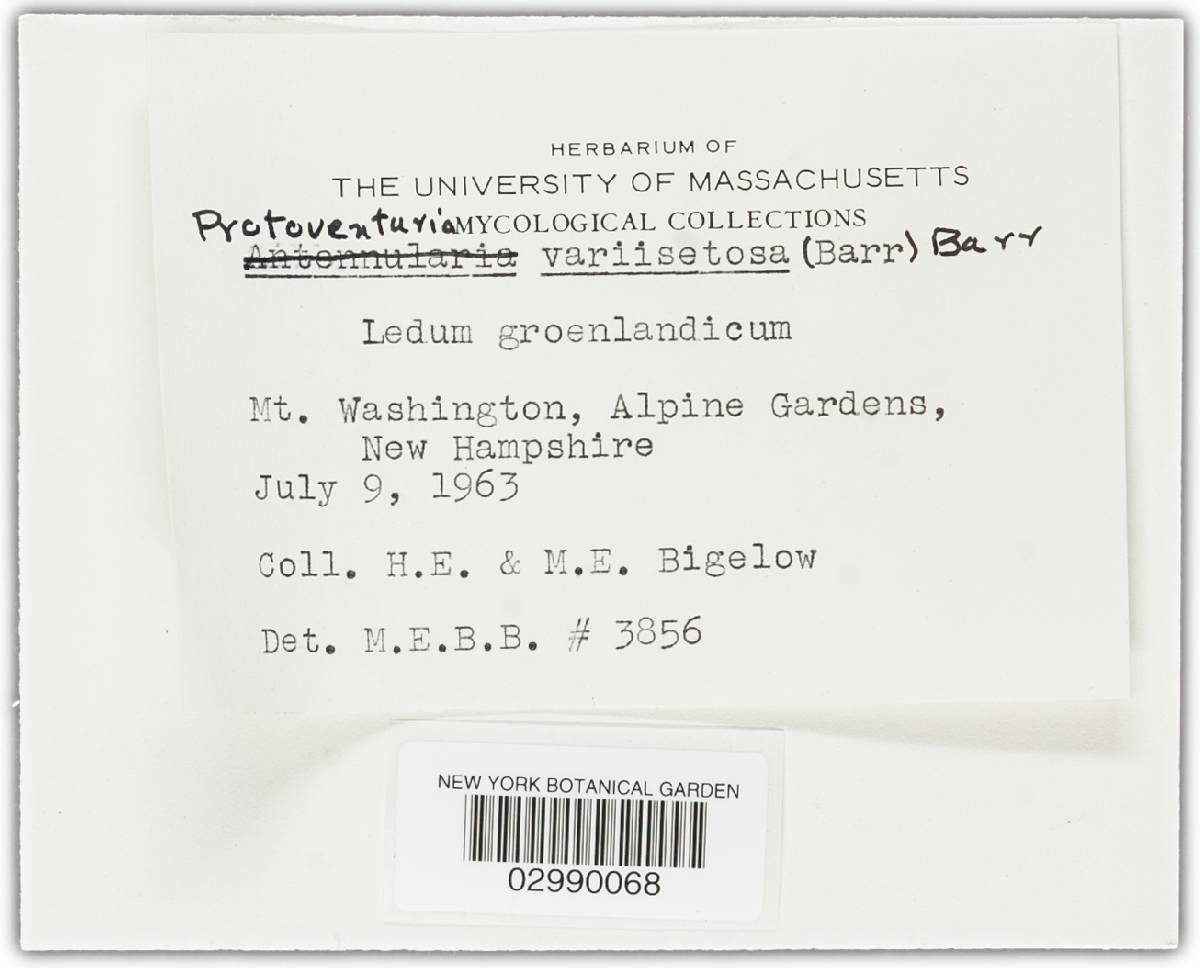 HERBARIUM OF
THE UNIVERSITY OF MASSACHUSETTS
Protoventuria MYCOLOGICAL COLLECTIONS
Antennularia variisetosa (Barr) Barr
Ledum groenlandicum
Mt. Washington, Alpine Gardens,
New Hampshire
July 9, 1963
Coll. H.E. & M.E. Bigelow
Det. M.E.B.B. # 3856
NEW YORK BOTANICAL GARDEN
02990068